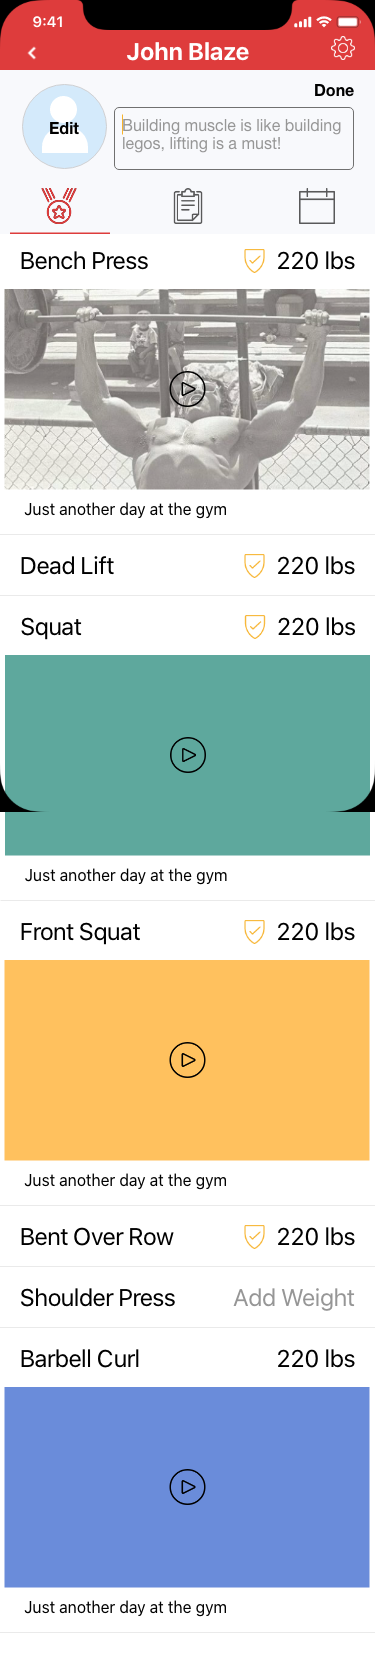 9:41
John Blaze
Done
Edit
Building muscle is like building
legos, lifting is a must!
Bench Press 220 lbs
Just another day at the gym
Dead Lift 220 lbs
Squat 220 lbs
Just another day at the gym
Front Squat 220 lbs
Just another day at the gym
Bent Over Row 220 lbs
Shoulder Press Add Weight
Barbell Curl 220 lbs
Just another day at the gym